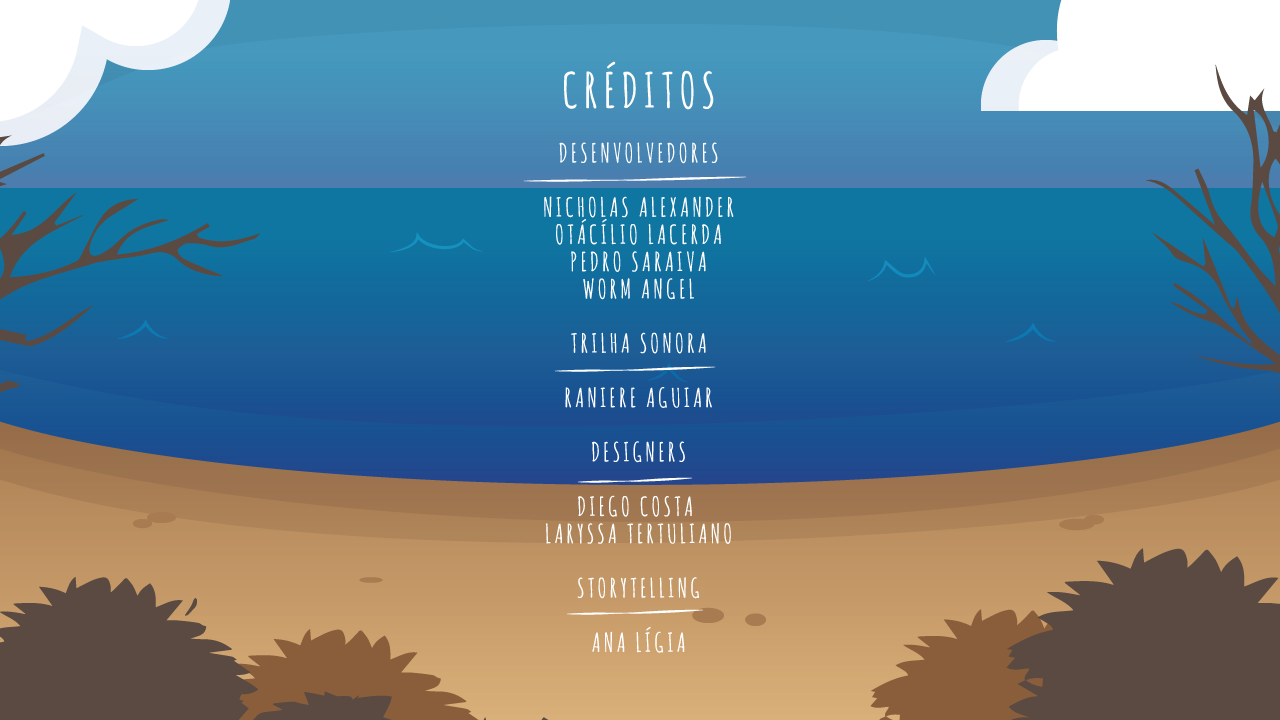 CRÉDITOS
DESENVOLVEDORES
NICHOLAS ALEXANDER
OTÁCÍLIO LACERDA
PEDRO SARAIVA
WORM ANGEL
TRILHA SONORA
RANIERE AGUIAR
DESIGNERS
DIEGO COSTA
LARYSSA TERTULIANO
STORYTELLING
ANA LÍGIA